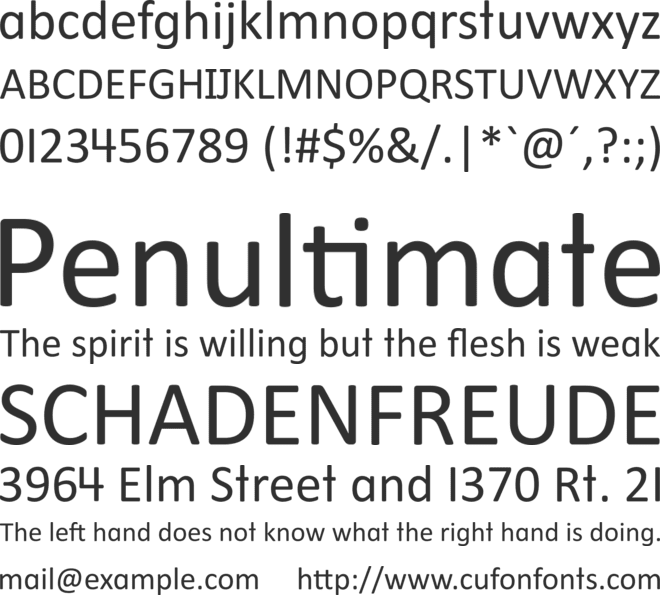 abcdefghijklmnopqrstuvwxyz
ABCDEFGHIJKLMNOPQRSTUVWXYZ
0123456789 (!#$%&/.|*`@´,?:;)
Penultimate
The spirit is willing but the flesh is weak
SCHADENFREUDE
3964 Elm Street and 1370 Rt. 21
The left hand does not know what the right hand is doing.
mail@example.com http://www.cufonfonts.com